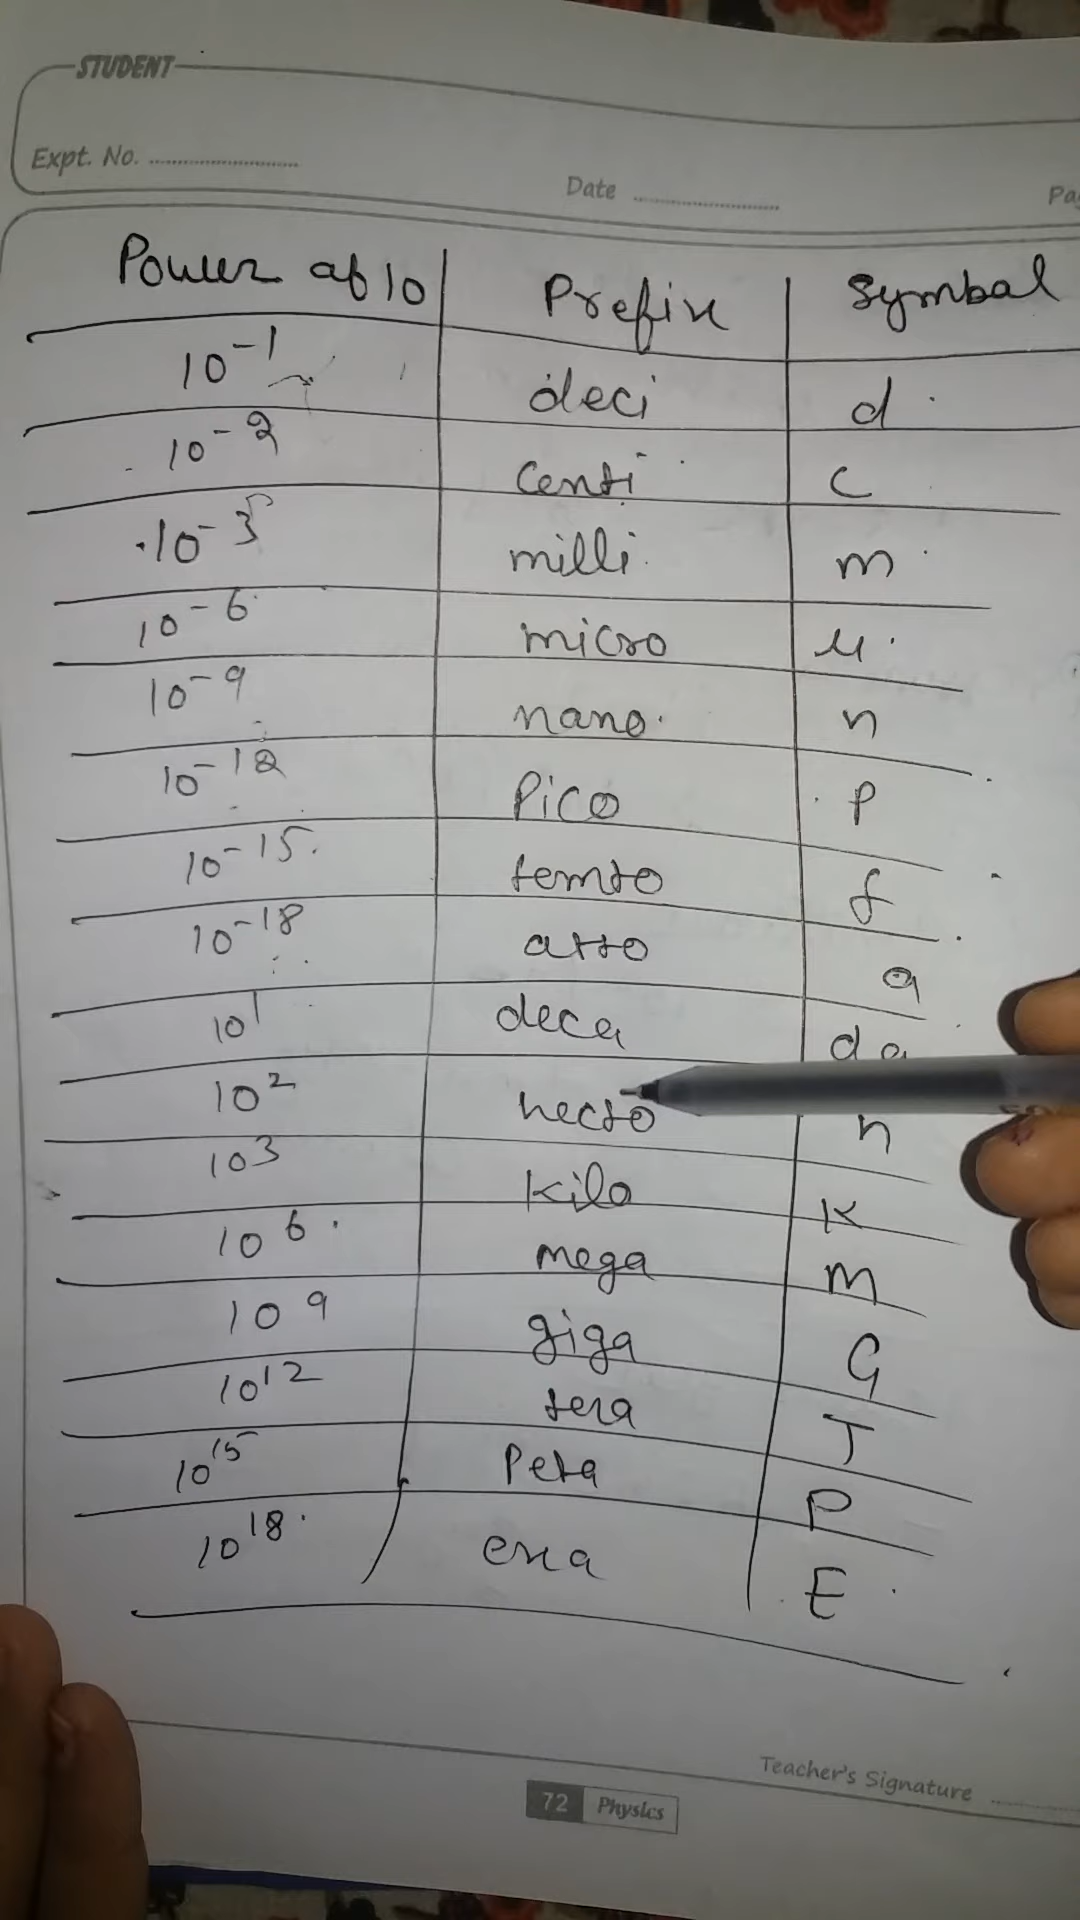 STUDENT
Expt. No.
Date
Power of 10 Prefix Symbol
10⁻¹ deci d
10⁻² centi c
10⁻³ milli m
10⁻⁶ micro μ
10⁻⁹ nano n
10⁻¹² Pico P
10⁻¹⁵ femto f
10⁻¹⁸ atto a
10¹ deca da
10² hecto h
10³ kilo K
10⁶ mega M
10⁹ giga G
10¹² tera T
10¹⁵ Peta P
10¹⁸ exa E
Teacher's Signature
72 Physics